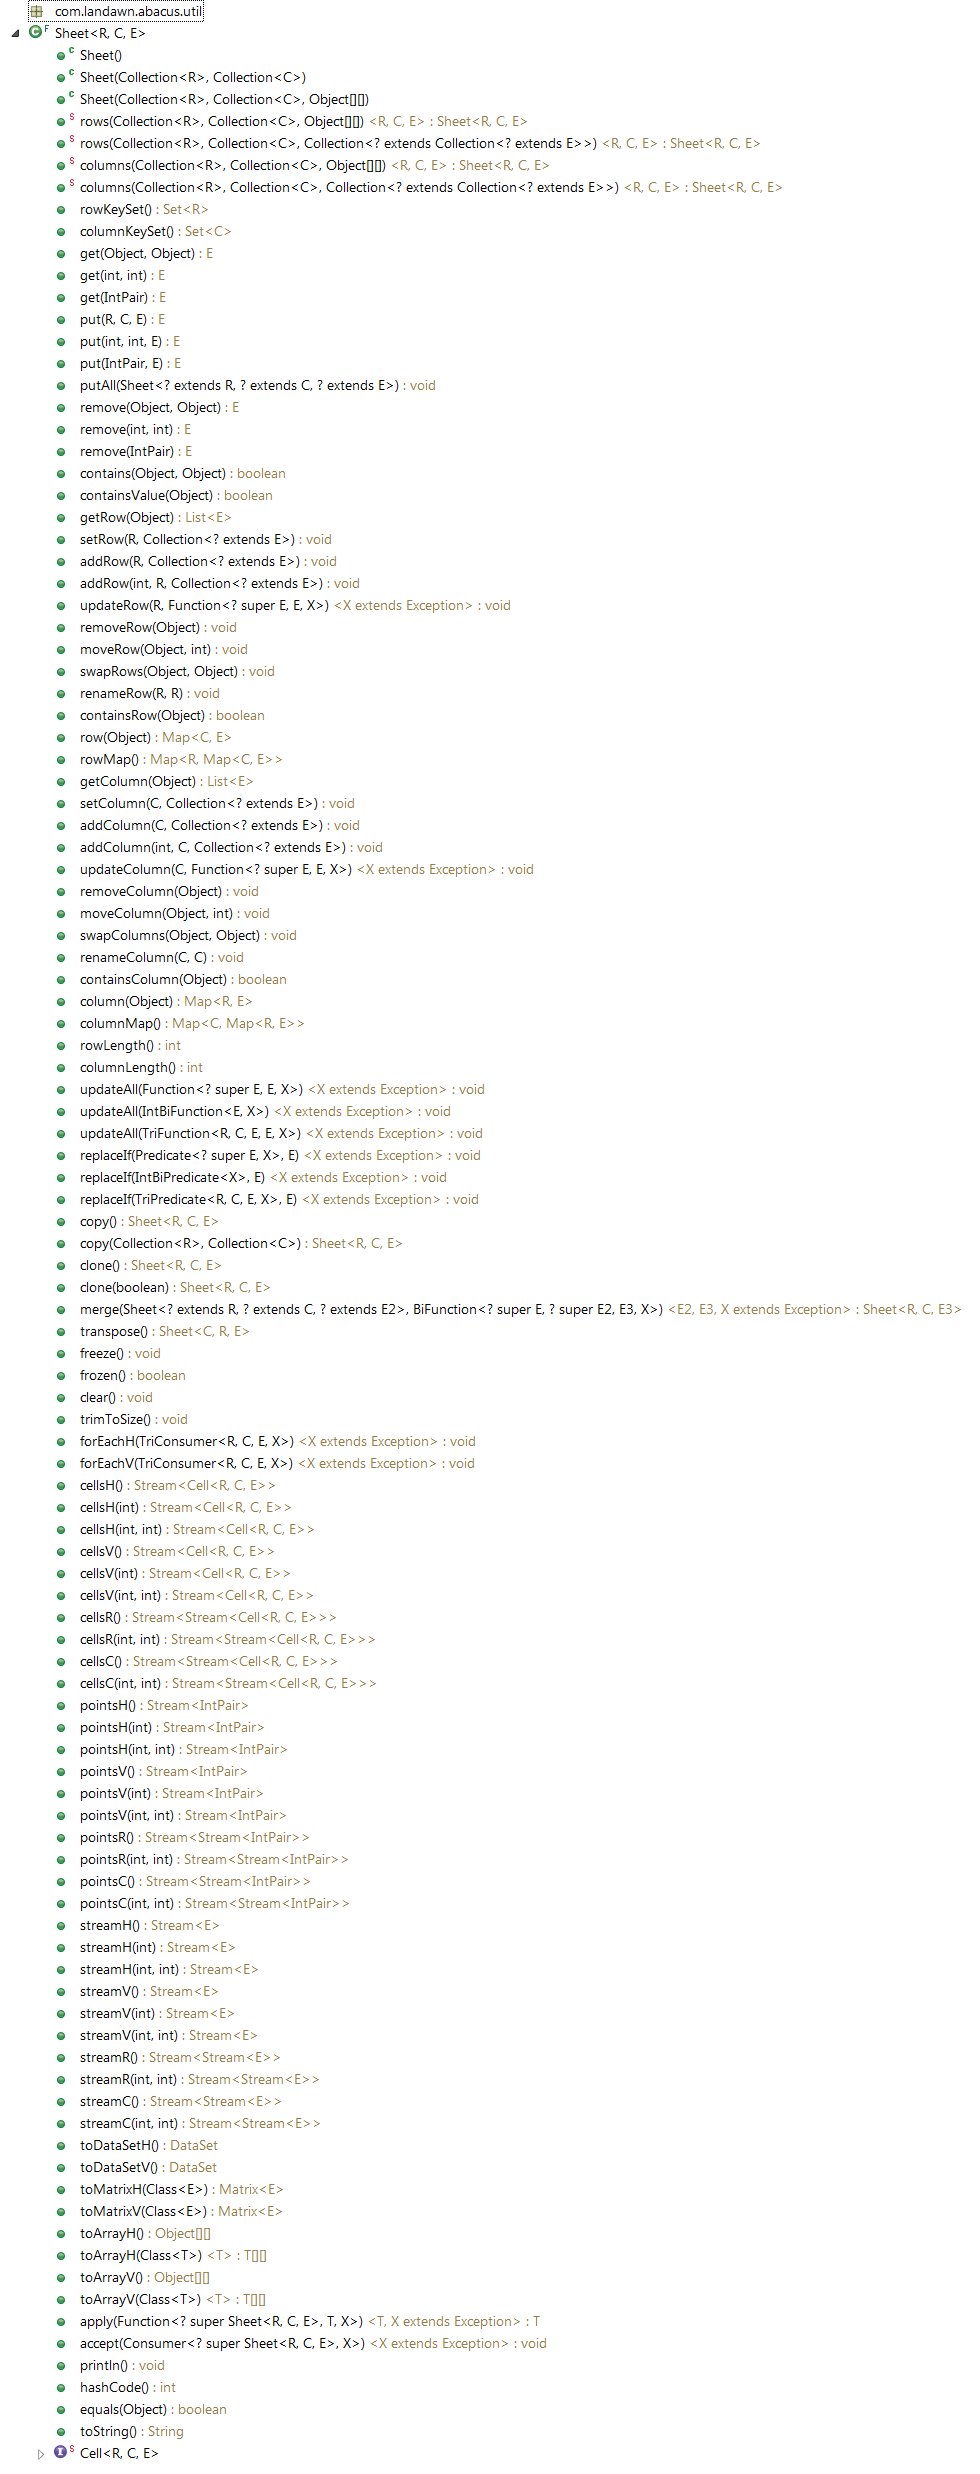 com.landawn.abacus.util
Sheet<R, C, E>
Sheet()
Sheet(Collection<R>, Collection<C>)
Sheet(Collection<R>, Collection<C>, Object[][])
rows(Collection<R>, Collection<C>, Object[][]) <R, C, E> : Sheet<R, C, E>
rows(Collection<R>, Collection<C>, Collection<? extends Collection<? extends E>>) <R, C, E> : Sheet<R, C, E>
columns(Collection<R>, Collection<C>, Object[][]) <R, C, E> : Sheet<R, C, E>
columns(Collection<R>, Collection<C>, Collection<? extends Collection<? extends E>>) <R, C, E> : Sheet<R, C, E>
rowKeySet() : Set<R>
columnKeySet() : Set<C>
get(Object, Object) : E
get(int, int) : E
get(IntPair) : E
put(R, C, E) : E
put(int, int, E) : E
put(IntPair, E) : E
putAll(Sheet<? extends R, ? extends C, ? extends E>) : void
remove(Object, Object) : E
remove(int, int) : E
remove(IntPair) : E
contains(Object, Object) : boolean
containsValue(Object) : boolean
getRow(Object) : List<E>
setRow(R, Collection<? extends E>) : void
addRow(R, Collection<? extends E>) : void
addRow(int, R, Collection<? extends E>) : void
updateRow(R, Function<? super E, E, X>) <X extends Exception> : void
removeRow(Object) : void
moveRow(Object, int) : void
swapRows(Object, Object) : void
renameRow(R, R) : void
containsRow(Object) : boolean
row(Object) : Map<C, E>
rowMap() : Map<R, Map<C, E>>
getColumn(Object) : List<E>
setColumn(C, Collection<? extends E>) : void
addColumn(C, Collection<? extends E>) : void
addColumn(int, C, Collection<? extends E>) : void
updateColumn(C, Function<? super E, E, X>) <X extends Exception> : void
removeColumn(Object) : void
moveColumn(Object, int) : void
swapColumns(Object, Object) : void
renameColumn(C, C) : void
containsColumn(Object) : boolean
column(Object) : Map<R, E>
columnMap() : Map<C, Map<R, E>>
rowLength() : int
columnLength() : int
updateAll(Function<? super E, E, X>) <X extends Exception> : void
updateAll(IntBiFunction<E, X>) <X extends Exception> : void
updateAll(TriFunction<R, C, E, E, X>) <X extends Exception> : void
replaceIf(Predicate<? super E, X>, E) <X extends Exception> : void
replaceIf(IntBiPredicate<X>, E) <X extends Exception> : void
replaceIf(TriPredicate<R, C, E, X>, E) <X extends Exception> : void
copy() : Sheet<R, C, E>
copy(Collection<R>, Collection<C>) : Sheet<R, C, E>
clone() : Sheet<R, C, E>
clone(boolean) : Sheet<R, C, E>
merge(Sheet<? extends R, ? extends C, ? extends E2>, BiFunction<? super E, ? super E2, E3, X>) <E2, E3, X extends Exception> : Sheet<R, C, E3>
transpose() : Sheet<C, R, E>
freeze() : void
frozen() : boolean
clear() : void
trimToSize() : void
forEachH(TriConsumer<R, C, E, X>) <X extends Exception> : void
forEachV(TriConsumer<R, C, E, X>) <X extends Exception> : void
cellsH() : Stream<Cell<R, C, E>>
cellsH(int) : Stream<Cell<R, C, E>>
cellsH(int, int) : Stream<Cell<R, C, E>>
cellsV() : Stream<Cell<R, C, E>>
cellsV(int) : Stream<Cell<R, C, E>>
cellsV(int, int) : Stream<Cell<R, C, E>>
cellsR() : Stream<Stream<Cell<R, C, E>>>
cellsR(int, int) : Stream<Stream<Cell<R, C, E>>>
cellsC() : Stream<Stream<Cell<R, C, E>>>
cellsC(int, int) : Stream<Stream<Cell<R, C, E>>>
pointsH() : Stream<IntPair>
pointsH(int) : Stream<IntPair>
pointsH(int, int) : Stream<IntPair>
pointsV() : Stream<IntPair>
pointsV(int) : Stream<IntPair>
pointsV(int, int) : Stream<IntPair>
pointsR() : Stream<Stream<IntPair>>
pointsR(int, int) : Stream<Stream<IntPair>>
pointsC() : Stream<Stream<IntPair>>
pointsC(int, int) : Stream<Stream<IntPair>>
streamH() : Stream<E>
streamH(int) : Stream<E>
streamH(int, int) : Stream<E>
streamV() : Stream<E>
streamV(int) : Stream<E>
streamV(int, int) : Stream<E>
streamR() : Stream<Stream<E>>
streamR(int, int) : Stream<Stream<E>>
streamC() : Stream<Stream<E>>
streamC(int, int) : Stream<Stream<E>>
toDataSetH() : DataSet
toDataSetV() : DataSet
toMatrixH(Class<E>) : Matrix<E>
toMatrixV(Class<E>) : Matrix<E>
toArrayH() : Object[][]
toArrayH(Class<T>) <T> : T[][]
toArrayV() : Object[][]
toArrayV(Class<T>) <T> : T[][]
apply(Function<? super Sheet<R, C, E>, T, X>) <T, X extends Exception> : T
accept(Consumer<? super Sheet<R, C, E>, X>) <X extends Exception> : void
println() : void
hashCode() : int
equals(Object) : boolean
toString() : String
Cell<R, C, E>